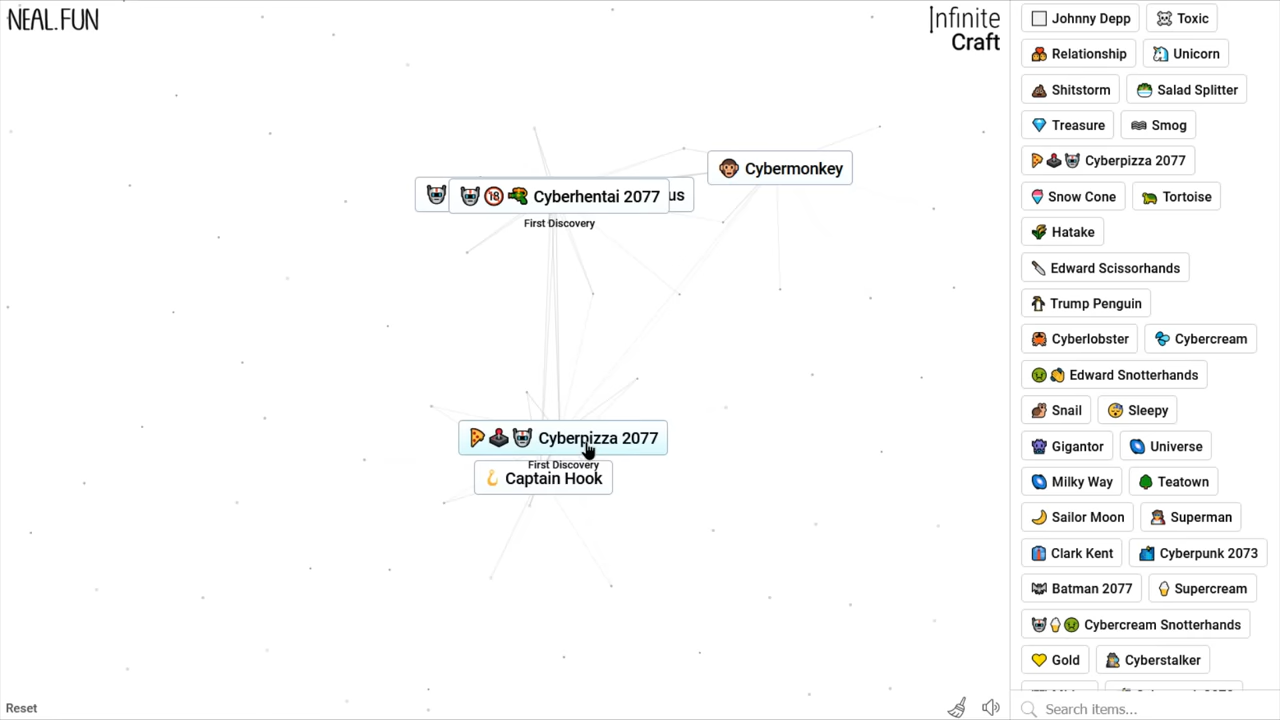 NEAL.FUN
Infinite
Craft
Cybermonkey
Cyberhentai 2077
us
First Discovery
Cyberpizza 2077
First Discovery
Captain Hook
Reset
Johnny Depp
Toxic
Relationship
Unicorn
Shitstorm
Salad Splitter
Treasure
Smog
Cyberpizza 2077
Snow Cone
Tortoise
Hatake
Edward Scissorhands
Trump Penguin
Cyberlobster
Cybercream
Edward Snotterhands
Snail
Sleepy
Gigantor
Universe
Milky Way
Teatown
Sailor Moon
Superman
Clark Kent
Cyberpunk 2073
Batman 2077
Supercream
Cybercream Snotterhands
Gold
Cyberstalker
Search items...